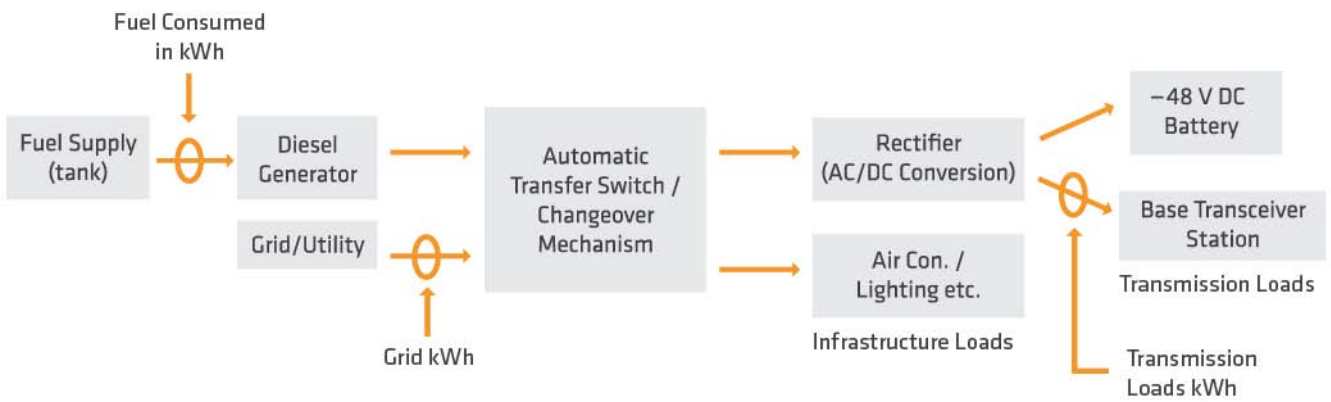 Fuel Consumed
in kWh
Fuel Supply
(tank)
Diesel
Generator
Grid/Utility
Grid kWh
Automatic
Transfer Switch /
Changeover
Mechanism
Rectifier
(AC/DC Conversion)
Air Con. /
Lighting etc.
Infrastructure Loads
–48 V DC
Battery
Base Transceiver
Station
Transmission Loads
Transmission
Loads kWh